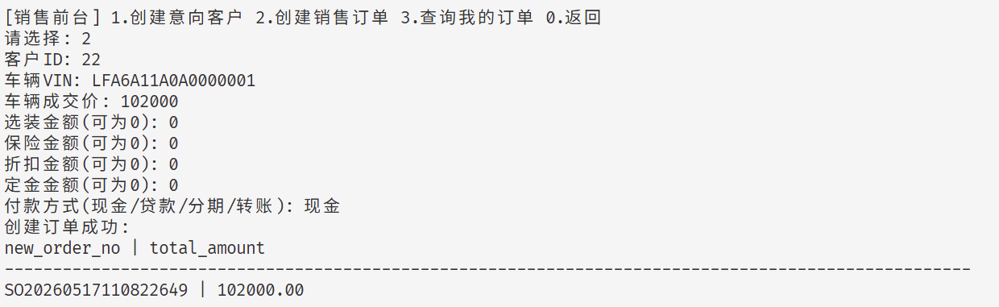 [销售前台] 1.创建意向客户 2.创建销售订单 3.查询我的订单 0.返回
请选择: 2
客户ID: 22
车辆VIN: LFA6A11A0A0000001
车辆成交价: 102000
选装金额(可为0): 0
保险金额(可为0): 0
折扣金额(可为0): 0
定金金额(可为0): 0
付款方式(现金/贷款/分期/转账): 现金
创建订单成功:
new_order_no | total_amount
----------------------------------------------------------------------------------------------------
SO20260517110822649 | 102000.00